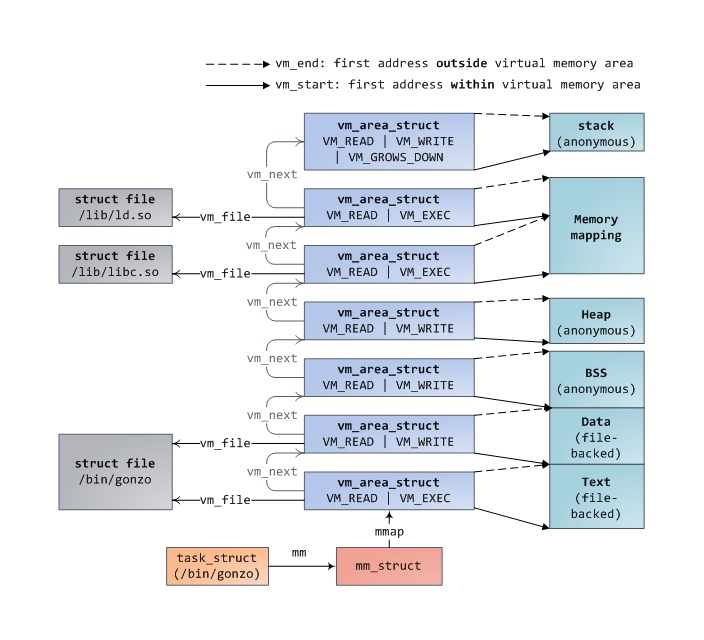 vm_end: first address outside virtual memory area
vm_start: first address within virtual memory area
vm_area_struct
VM_READ | VM_WRITE
| VM_GROWS_DOWN
stack
(anonymous)
vm_next
struct file
/lib/ld.so
vm_file
vm_area_struct
VM_READ | VM_EXEC
Memory
mapping
vm_next
struct file
/lib/libc.so
vm_file
vm_area_struct
VM_READ | VM_EXEC
vm_next
vm_area_struct
VM_READ | VM_WRITE
Heap
(anonymous)
vm_next
vm_area_struct
VM_READ | VM_WRITE
BSS
(anonymous)
vm_next
vm_file
vm_area_struct
VM_READ | VM_WRITE
Data
(file-
backed)
struct file
/bin/gonzo
vm_next
vm_file
vm_area_struct
VM_READ | VM_EXEC
Text
(file-
backed)
mmap
task_struct
(/bin/gonzo)
mm
mm_struct